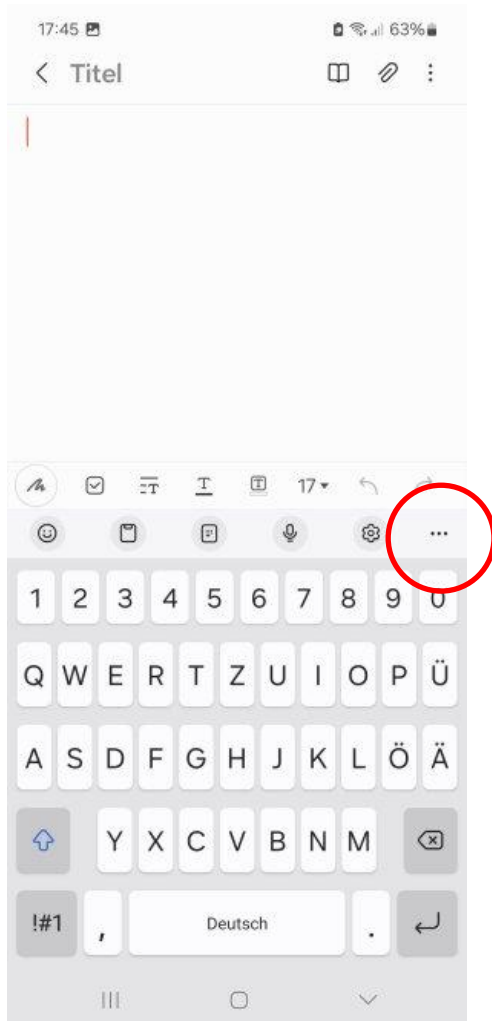 17:45 63%
Titel
17
1 2 3 4 5 6 7 8 9 0
Q W E R T Z U I O P Ü
A S D F G H J K L Ö Ä
Y X C V B N M
!#1 , Deutsch .